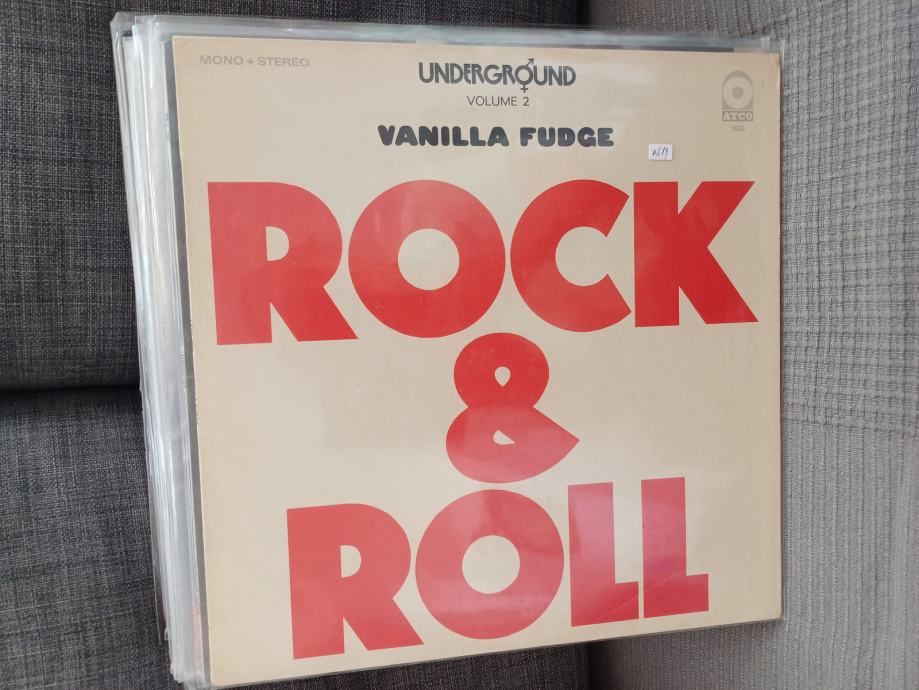 MONO + STEREO
UNDERGROUND
VOLUME 2
VANILLA FUDGE
ATCO
ROCK
&
ROLL